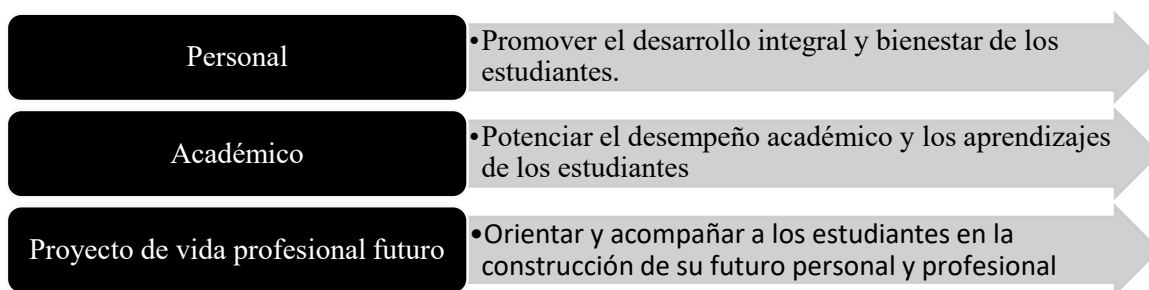 Personal
•Promover el desarrollo integral y bienestar de los
estudiantes.
Académico
•Potenciar el desempeño académico y los aprendizajes
de los estudiantes
Proyecto de vida profesional futuro
•Orientar y acompañar a los estudiantes en la
construcción de su futuro personal y profesional